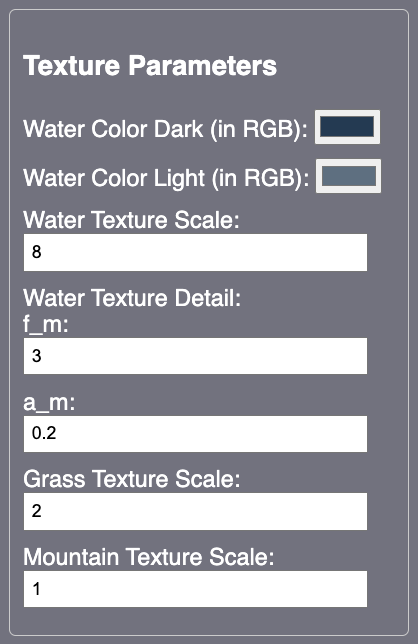 Texture Parameters
Water Color Dark (in RGB):
Water Color Light (in RGB):
Water Texture Scale:
8
Water Texture Detail:
f_m:
3
a_m:
0.2
Grass Texture Scale:
2
Mountain Texture Scale:
1